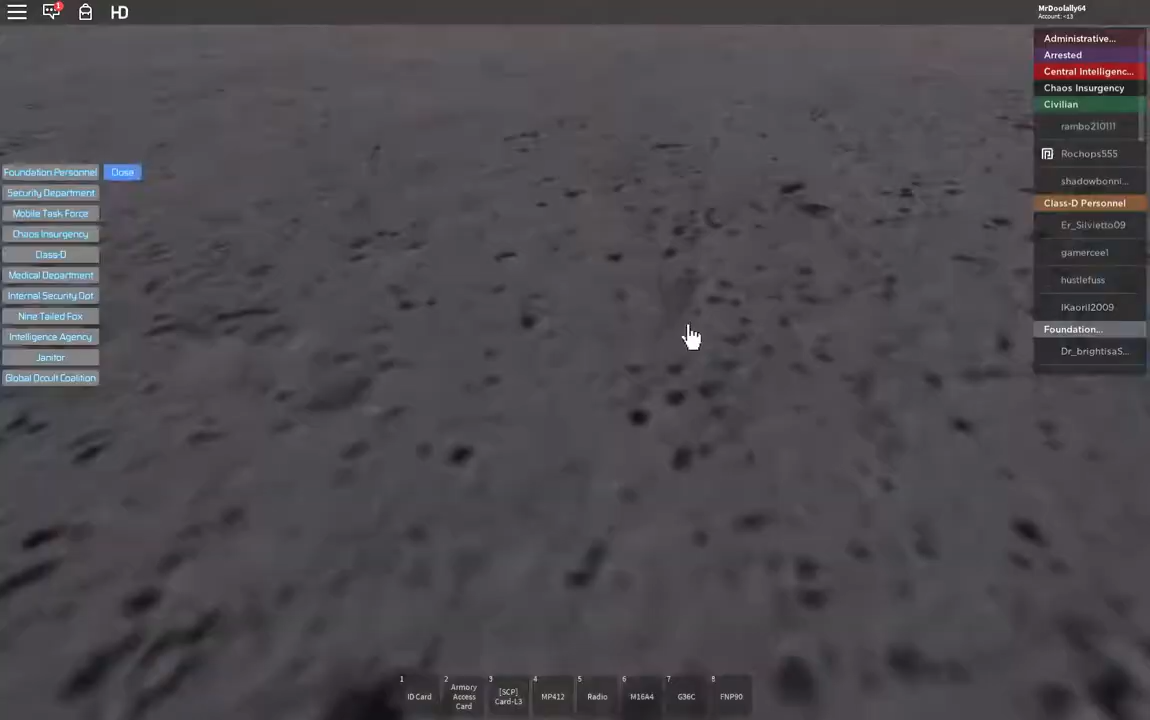 1
HD
MrDoolally64
Account: <13
Administrative...
Arrested
Central Intelligenc...
Chaos Insurgency
Civilian
rambo210111
Rochops555
shadowbonni...
Class-D Personnel
Er_Silvietto09
gamercee1
hustlefuss
IKaoriI2009
Foundation...
Dr_brightisaS...
Foundation Personnel
Close
Security Department
Mobile Task Force
Chaos Insurgency
Class-D
Medical Department
Internal Security Dpt
Nine Tailed Fox
Intelligence Agency
Janitor
Global Occult Coalition
1 ID Card
2 Armory Access Card
3 [SCP] Card-L3
4 MP412
5 Radio
6 M16A4
7 G36C
8 FNP90